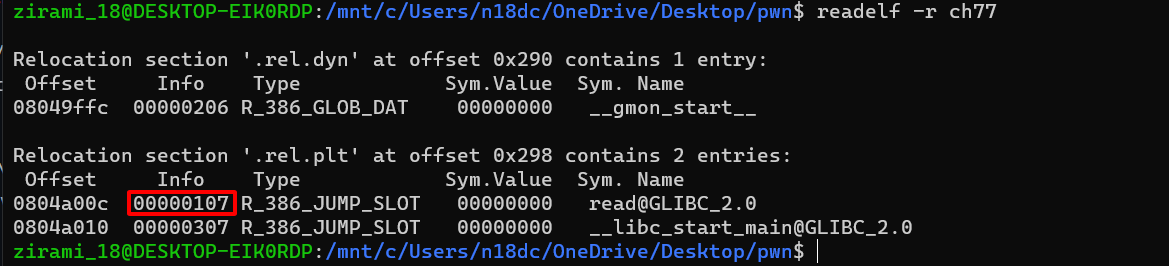 zirami_18@DESKTOP-EIK0RDP:/mnt/c/Users/n18dc/OneDrive/Desktop/pwn$ readelf -r ch77
Relocation section '.rel.dyn' at offset 0x290 contains 1 entry:
Offset Info Type Sym.Value Sym. Name
08049ffc 00000206 R_386_GLOB_DAT 00000000 __gmon_start__
Relocation section '.rel.plt' at offset 0x298 contains 2 entries:
Offset Info Type Sym.Value Sym. Name
0804a00c 00000107 R_386_JUMP_SLOT 00000000 read@GLIBC_2.0
0804a010 00000307 R_386_JUMP_SLOT 00000000 __libc_start_main@GLIBC_2.0
zirami_18@DESKTOP-EIK0RDP:/mnt/c/Users/n18dc/OneDrive/Desktop/pwn$